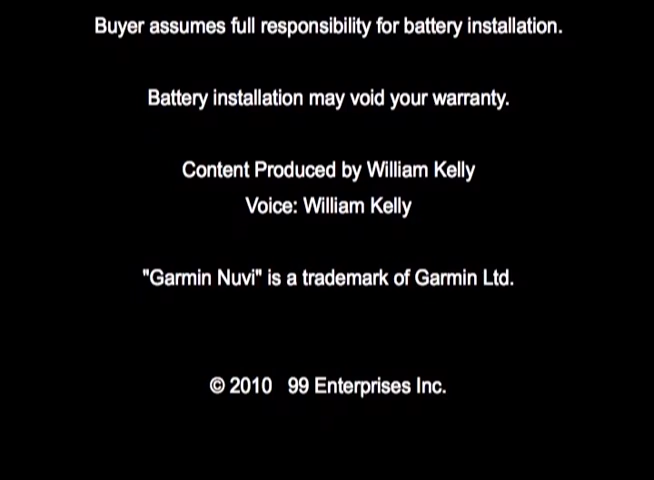 Buyer assumes full responsibility for battery installation.
Battery installation may void your warranty.
Content Produced by William Kelly
Voice: William Kelly
"Garmin Nuvi" is a trademark of Garmin Ltd.
© 2010 99 Enterprises Inc.